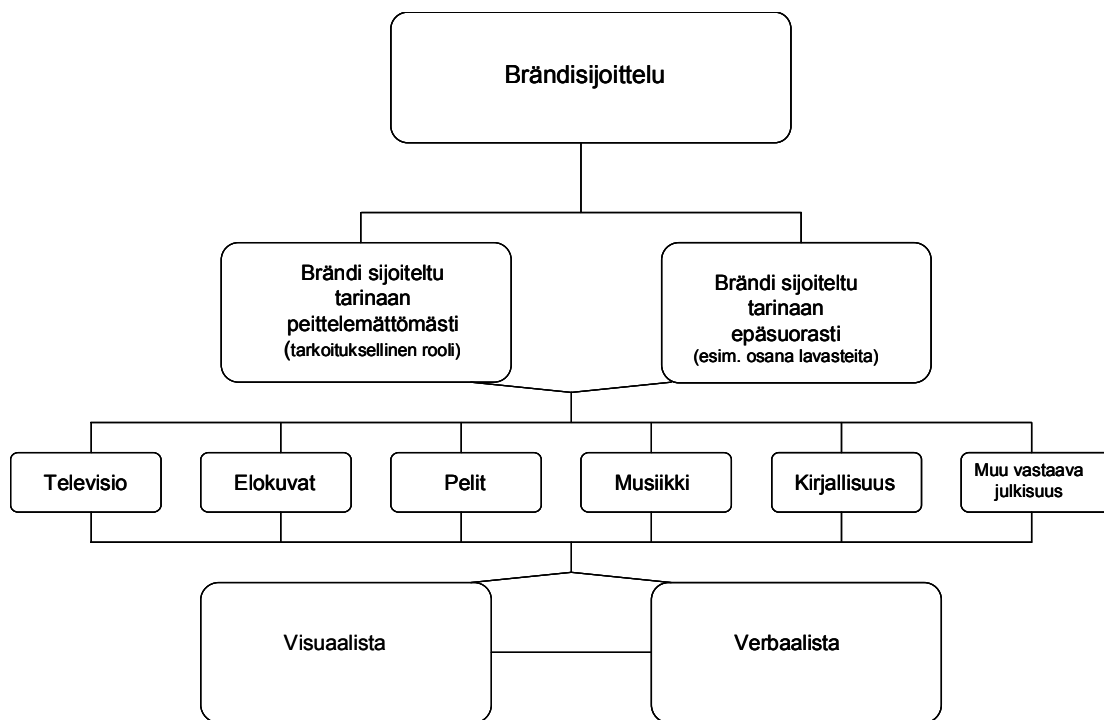 Brändisijoittelu
Brändi sijoiteltu
tarinaan
peittelemättömästi
(tarkoituksellinen rooli)
Brändi sijoiteltu
tarinaan
epäsuorasti
(esim. osana lavasteita)
Televisio
Elokuvat
Pelit
Musiikki
Kirjallisuus
Muu vastaava
julkisuus
Visuaalista
Verbaalista